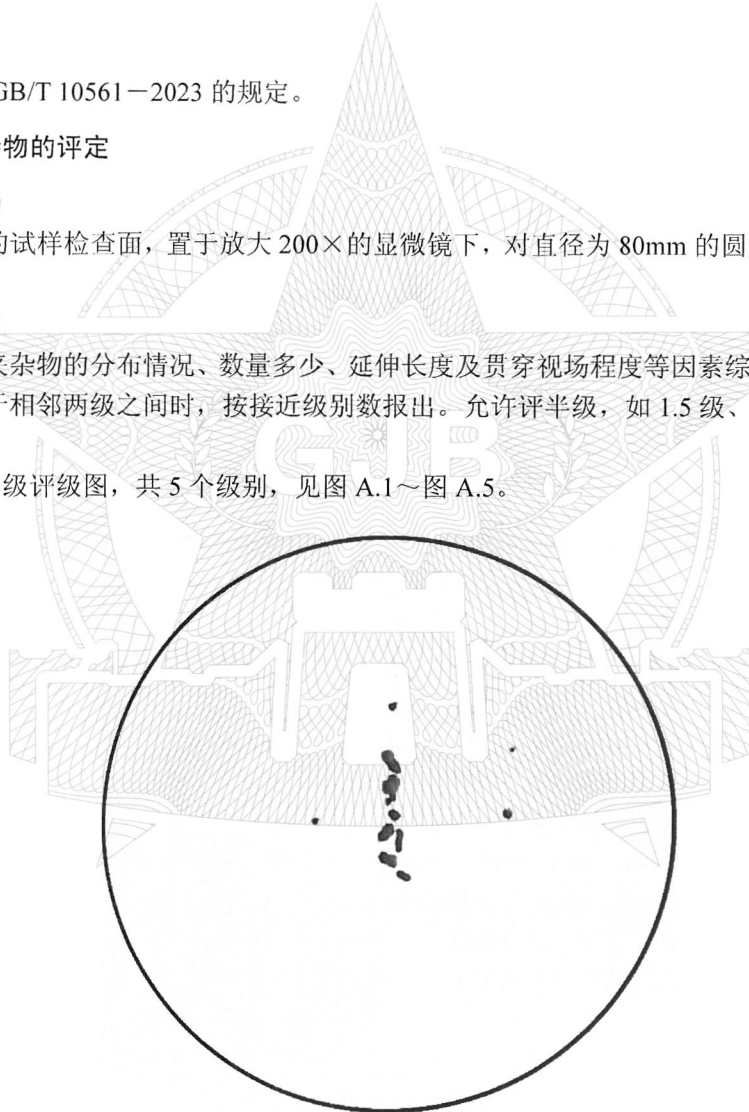 GB/T 10561－2023 的规定。
杂物的评定
的试样检查面，置于放大 200×的显微镜下，对直径为 80mm 的圆
夹杂物的分布情况、数量多少、延伸长度及贯穿视场程度等因素综
于相邻两级之间时，按接近级别数报出。允许评半级，如 1.5 级、
级评级图，共 5 个级别，见图 A.1～图 A.5。
GJB